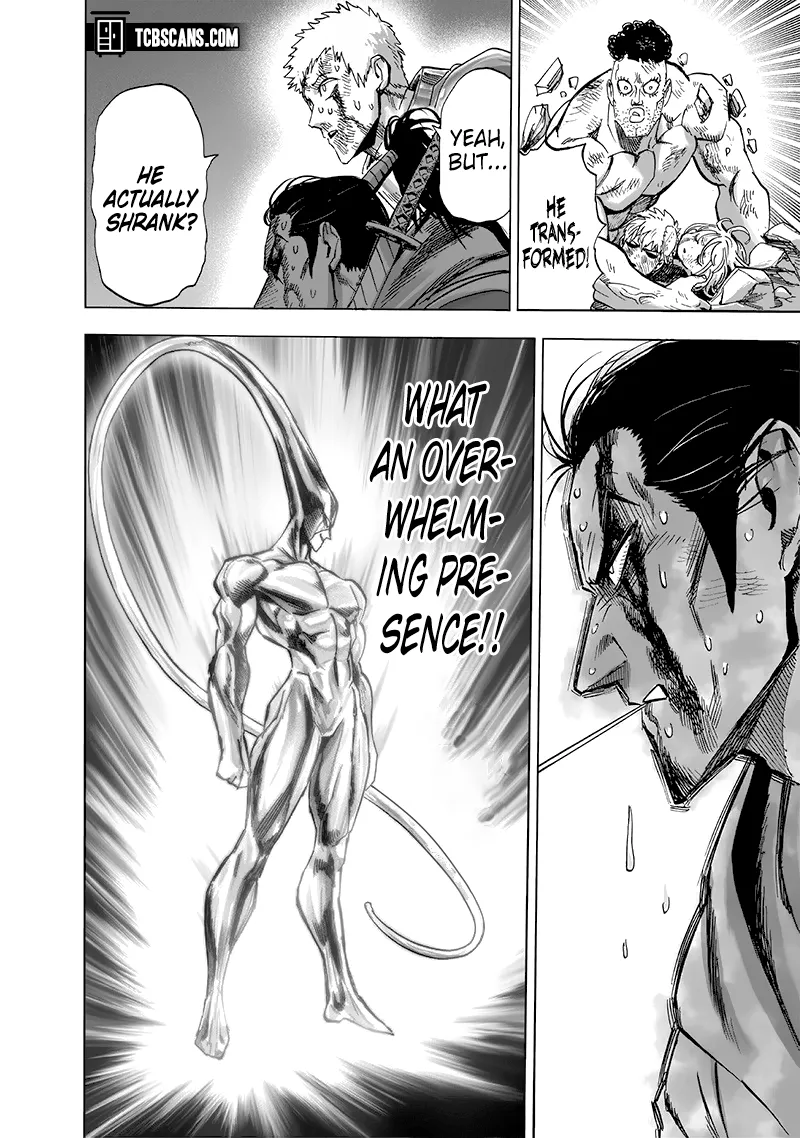 TCBSCANS.COM
HE
TRANS-
FORMED!
YEAH,
BUT...
HE
ACTUALLY
SHRANK?
WHAT
AN OVER-
WHELM-
ING PRE-
SENCE!!